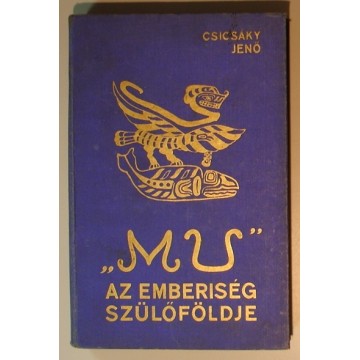 CSICSÁKY
JENŐ
„MU"
AZ EMBERISÉG
SZÜLŐFÖLDJE